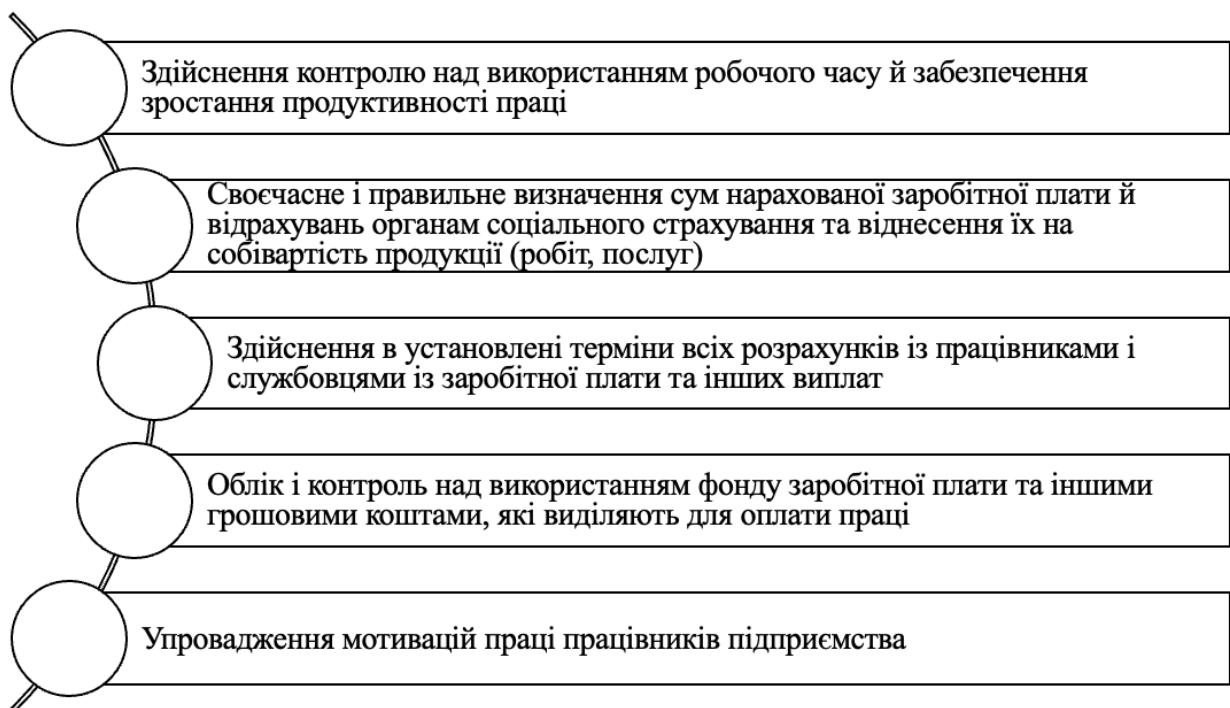 Здійснення контролю над використанням робочого часу й забезпечення
зростання продуктивності праці
Своєчасне і правильне визначення сум нарахованої заробітної плати й
відрахувань органам соціального страхування та віднесення їх на
собівартість продукції (робіт, послуг)
Здійснення в установлені терміни всіх розрахунків із працівниками і
службовцями із заробітної плати та інших виплат
Облік і контроль над використанням фонду заробітної плати та іншими
грошовими коштами, які виділяють для оплати праці
Упровадження мотивацій праці працівників підприємства